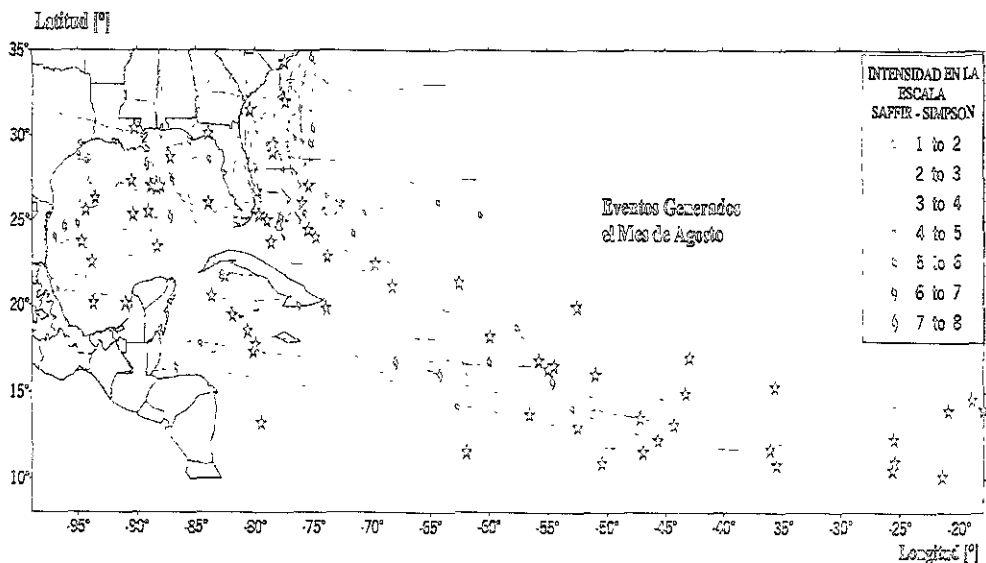 Latitud [°]
35°
30°
25°
20°
15°
10°
INTENSIDAD EN LA
ESCALA
SAFFIR - SIMPSON
1 to 2
2 to 3
3 to 4
4 to 5
5 to 6
6 to 7
7 to 8
Eventos Generados
el Mes de Agosto
-95° -90° -85° -80° -75° -70° -65° -60° -55° -50° -45° -40° -35° -30° -25° -20°
Longitud [°]